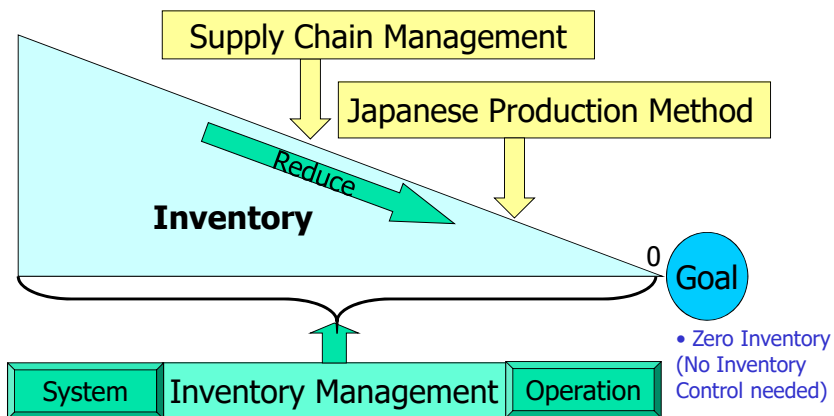 Supply Chain Management
Japanese Production Method
Reduce
Inventory
0
Goal
• Zero Inventory
(No Inventory
Control needed)
System
Inventory Management
Operation